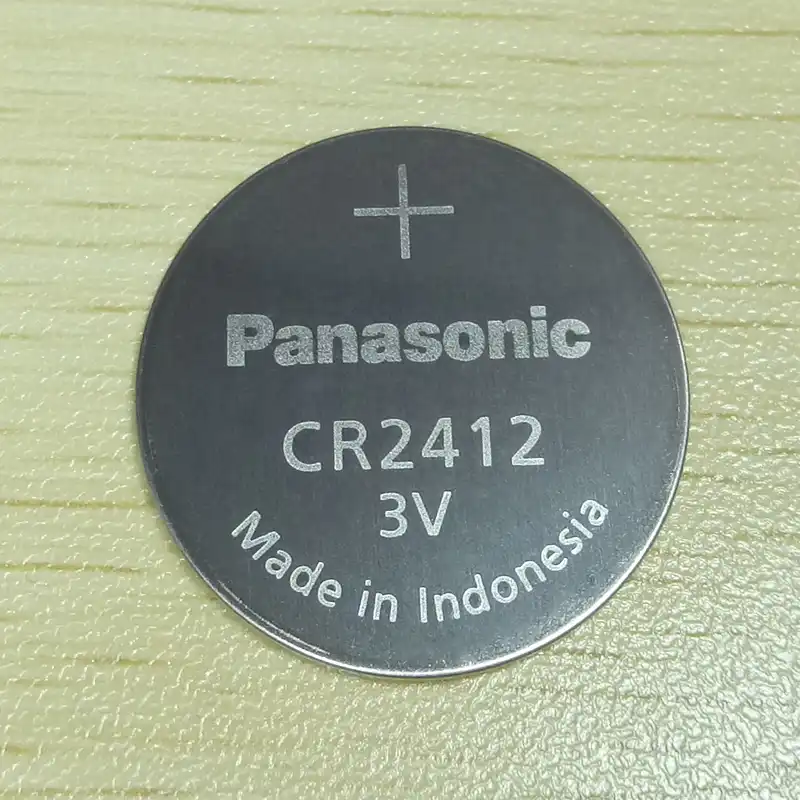 +
Panasonic
CR2412
3V
Made in Indonesia